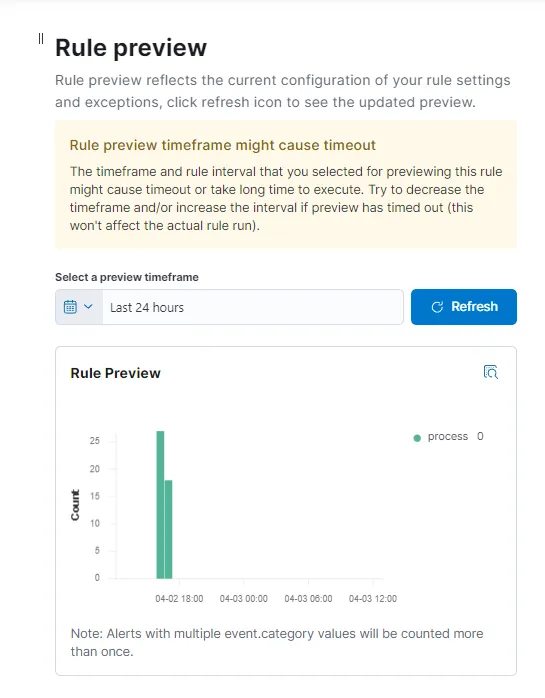 Rule preview
Rule preview reflects the current configuration of your rule settings
and exceptions, click refresh icon to see the updated preview.
Rule preview timeframe might cause timeout
The timeframe and rule interval that you selected for previewing this rule
might cause timeout or take long time to execute. Try to decrease the
timeframe and/or increase the interval if preview has timed out (this
won't affect the actual rule run).
Select a preview timeframe
Last 24 hours
Refresh
Rule Preview
process 0
Count
25
20
15
10
5
0
04-02 18:00 04-03 00:00 04-03 06:00 04-03 12:00
Note: Alerts with multiple event.category values will be counted more
than once.